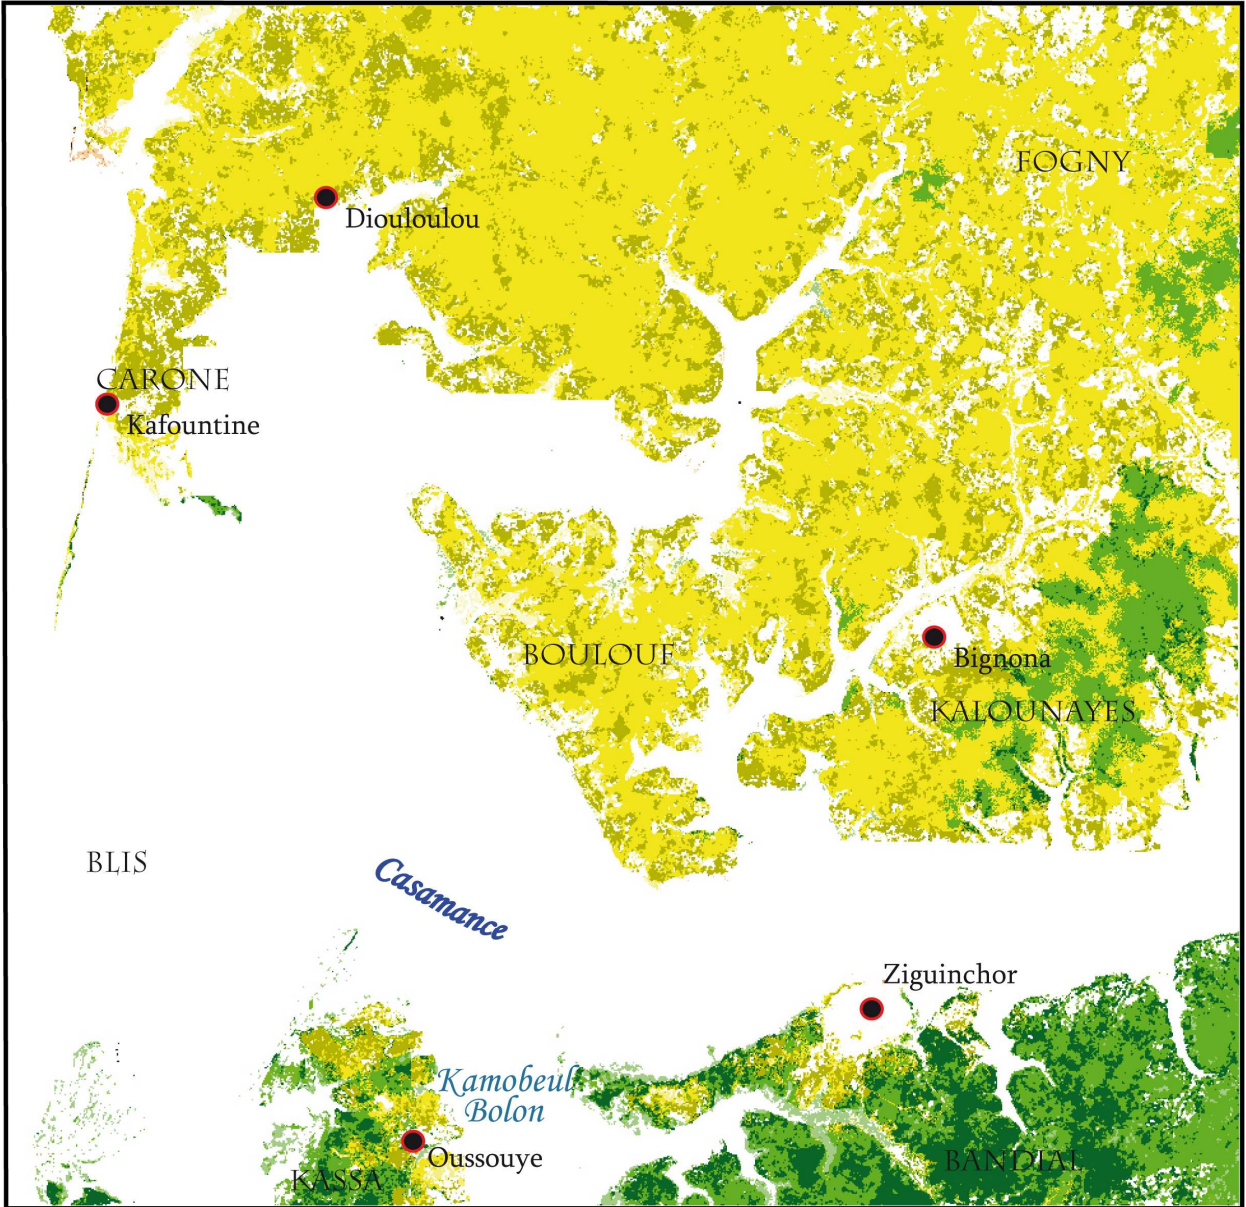 FOGNY
Diouloulou
CARONE
Kafountine
BOULOUF
Bignona
KALOUNAYES
BLIS
Casamance
Ziguinchor
Kamobeul
Bolon
Oussouye
BANDIAL
KASSA